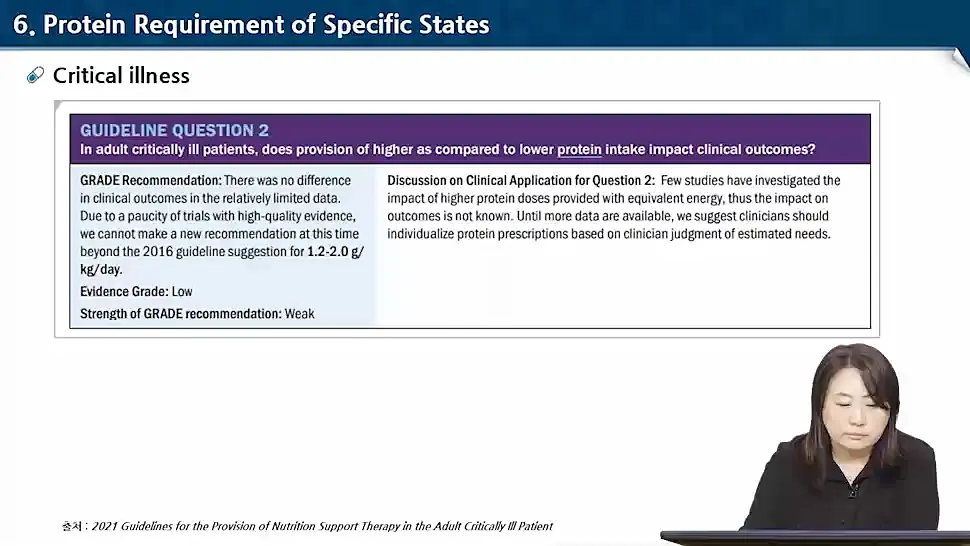 6. Protein Requirement of Specific States
Critical illness
GUIDELINE QUESTION 2
In adult critically ill patients, does provision of higher as compared to lower protein intake impact clinical outcomes?
GRADE Recommendation: There was no difference
in clinical outcomes in the relatively limited data.
Due to a paucity of trials with high-quality evidence,
we cannot make a new recommendation at this time
beyond the 2016 guideline suggestion for 1.2-2.0 g/
kg/day.
Evidence Grade: Low
Strength of GRADE recommendation: Weak
Discussion on Clinical Application for Question 2: Few studies have investigated the
impact of higher protein doses provided with equivalent energy, thus the impact on
outcomes is not known. Until more data are available, we suggest clinicians should
individualize protein prescriptions based on clinician judgment of estimated needs.
출처 : 2021 Guidelines for the Provision of Nutrition Support Therapy in the Adult Critically Ill Patient